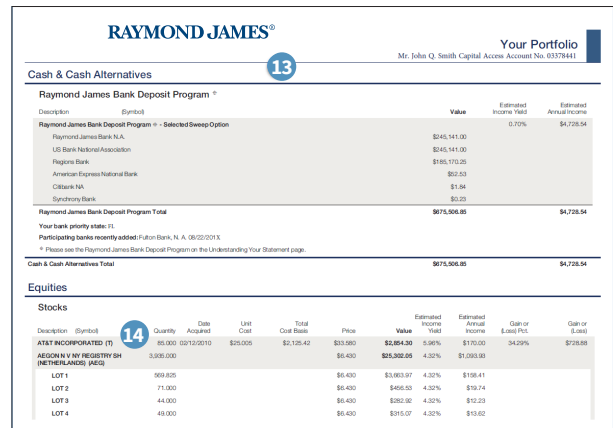 RAYMOND JAMES®
Your Portfolio
Mr. John Q. Smith Capital Access Account No. 03378441
13
Cash & Cash Alternatives
Raymond James Bank Deposit Program ⊕
Description (Symbol) Value Estimated Income Yield Estimated Annual Income
Raymond James Bank Deposit Program ⊕ - Selected Sweep Option 0.70% $4,728.54
Raymond James Bank N.A. $245,141.00
US Bank National Association $245,141.00
Regions Bank $185,170.25
American Express National Bank $52.53
Citibank NA $1.84
Synchrony Bank $0.23
Raymond James Bank Deposit Program Total $675,506.85 $4,728.54
Your bank priority state: FL
Participating banks recently added: Fulton Bank, N. A. 08/22/201X
⊕ Please see the Raymond James Bank Deposit Program on the Understanding Your Statement page.
Cash & Cash Alternatives Total $675,506.85 $4,728.54
Equities
Stocks
14
Description (Symbol) Quantity Date Acquired Unit Cost Total Cost Basis Price Value Estimated Income Yield Estimated Annual Income Gain or (Loss) Pct. Gain or (Loss)
AT&T INCORPORATED (T) 85.000 02/12/2010 $25.005 $2,125.42 $33.580 $2,854.30 5.96% $170.00 34.29% $728.88
AEGON N V NY REGISTRY SH 3,935.000 $6.430 $25,302.05 4.32% $1,093.93
(NETHERLANDS) (AEG)
LOT 1 569.825 $6.430 $3,663.97 4.32% $158.41
LOT 2 71.000 $6.430 $456.53 4.32% $19.74
LOT 3 44.000 $6.430 $282.92 4.32% $12.23
LOT 4 49.000 $6.430 $315.07 4.32% $13.62